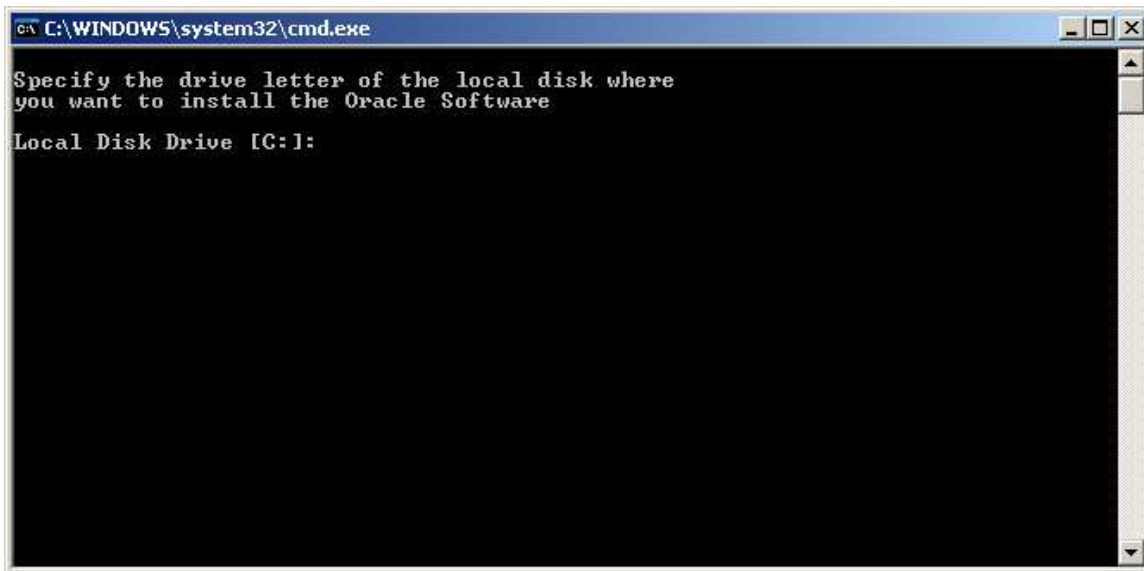 C:\WINDOWS\system32\cmd.exe
Specify the drive letter of the local disk where
you want to install the Oracle Software
Local Disk Drive [C:]: